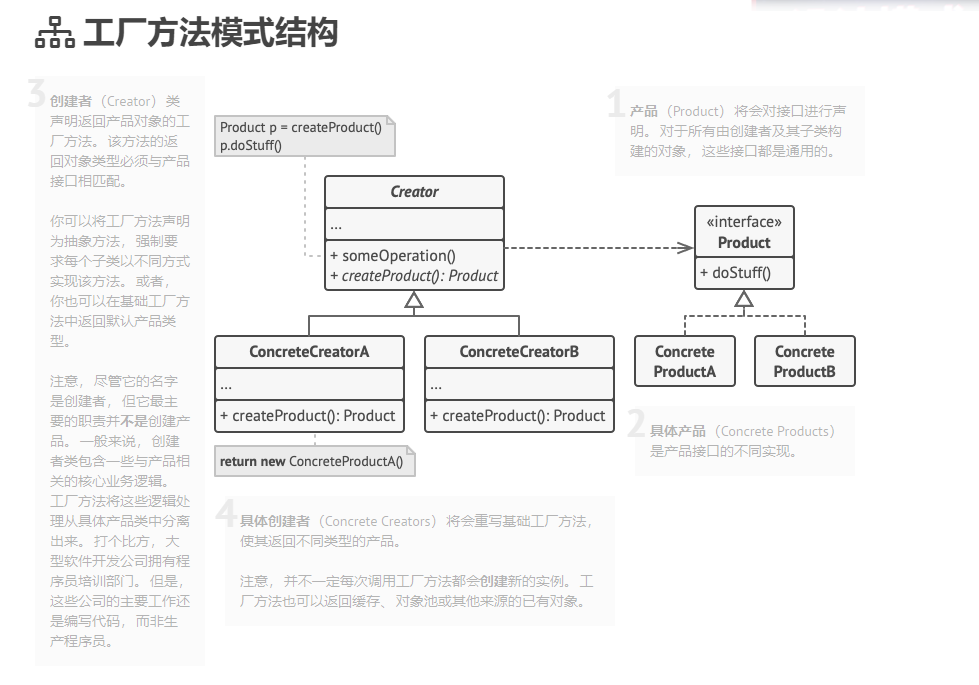 工厂方法模式结构
3
创建者 （Creator） 类
声明返回产品对象的工
厂方法。 该方法的返
回对象类型必须与产品
接口相匹配。
你可以将工厂方法声明
为抽象方法， 强制要
求每个子类以不同方式
实现该方法。 或者，
你也可以在基础工厂方
法中返回默认产品类
型。
注意， 尽管它的名字
是创建者， 但它最主
要的职责并不是创建产
品。 一般来说， 创建
者类包含一些与产品相
关的核心业务逻辑。
工厂方法将这些逻辑处
理从具体产品类中分离
出来。 打个比方， 大
型软件开发公司拥有程
序员培训部门。 但是，
这些公司的主要工作还
是编写代码， 而非生
产程序员。
Product p = createProduct()
p.doStuff()
Creator
...
+ someOperation()
+ createProduct(): Product
ConcreteCreatorA
...
+ createProduct(): Product
ConcreteCreatorB
...
+ createProduct(): Product
return new ConcreteProductA()
1
产品 （Product） 将会对接口进行声
明。 对于所有由创建者及其子类构
建的对象， 这些接口都是通用的。
«interface»
Product
+ doStuff()
Concrete
ProductA
Concrete
ProductB
2
具体产品 （Concrete Products）
是产品接口的不同实现。
4
具体创建者 （Concrete Creators） 将会重写基础工厂方法，
使其返回不同类型的产品。
注意， 并不一定每次调用工厂方法都会创建新的实例。 工
厂方法也可以返回缓存、 对象池或其他来源的已有对象。